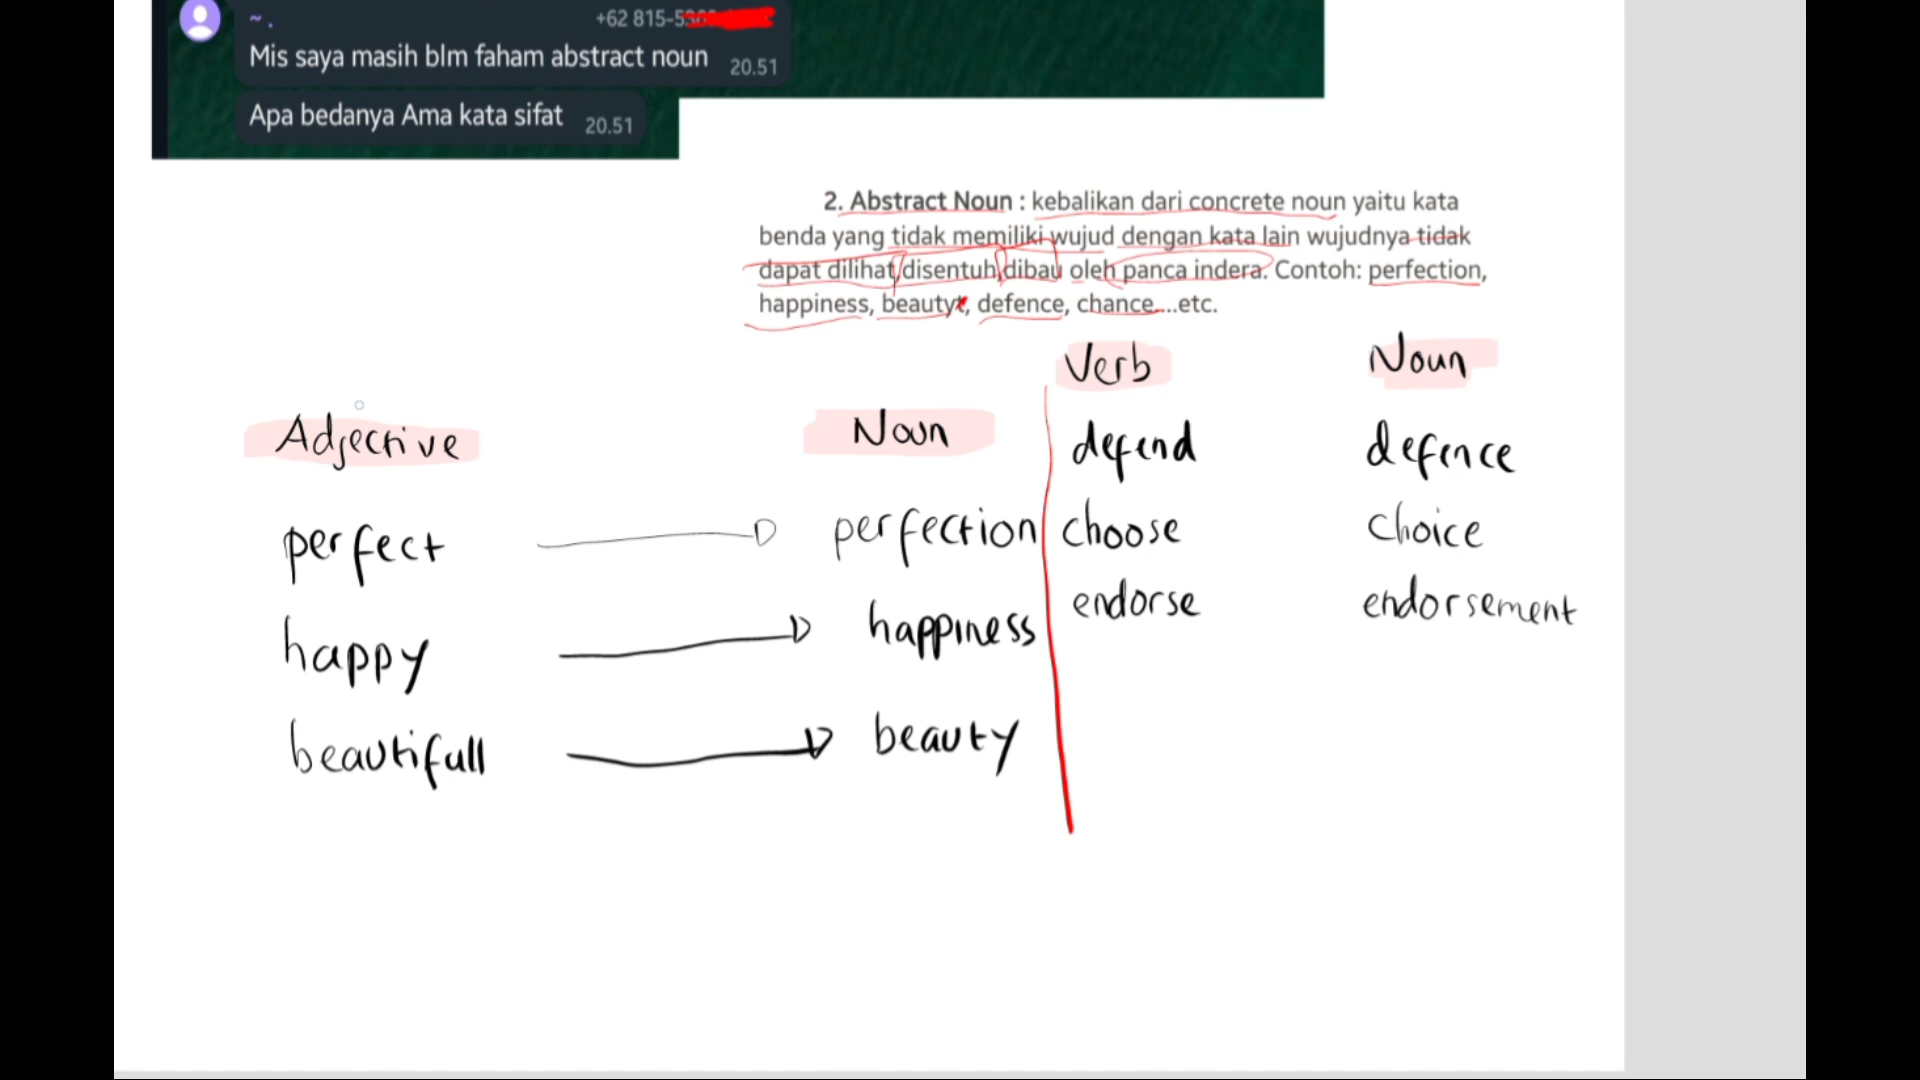 ~ .
+62 815-5
Mis saya masih blm faham abstract noun 20.51
Apa bedanya Ama kata sifat 20.51
2. Abstract Noun : kebalikan dari concrete noun yaitu kata
benda yang tidak memiliki wujud dengan kata lain wujudnya tidak
dapat dilihat, disentuh, dibau oleh panca indera. Contoh: perfection,
happiness, beauty, defence, chance....etc.
Adjective
Noun
perfect
perfection
happy
happiness
beautifull
beauty
Verb
Noun
defend
defence
choose
choice
endorse
endorsement